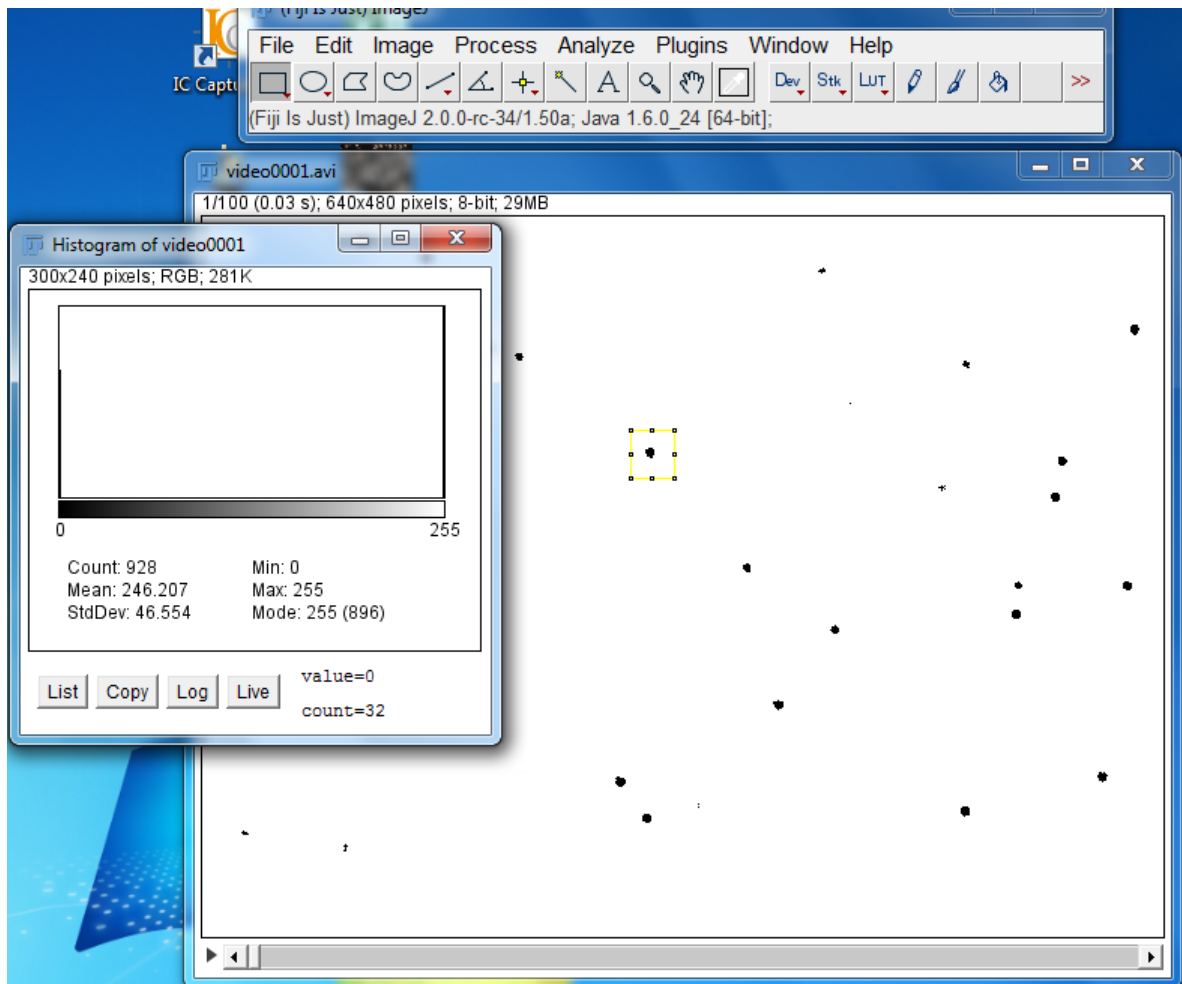 (Fiji Is Just) ImageJ
IC Captu
File Edit Image Process Analyze Plugins Window Help
A Dev Stk LUT >>
(Fiji Is Just) ImageJ 2.0.0-rc-34/1.50a; Java 1.6.0_24 [64-bit];
video0001.avi
1/100 (0.03 s); 640x480 pixels; 8-bit; 29MB
Histogram of video0001
300x240 pixels; RGB; 281K
0 255
Count: 928 Min: 0
Mean: 246.207 Max: 255
StdDev: 46.554 Mode: 255 (896)
List Copy Log Live
value=0
count=32